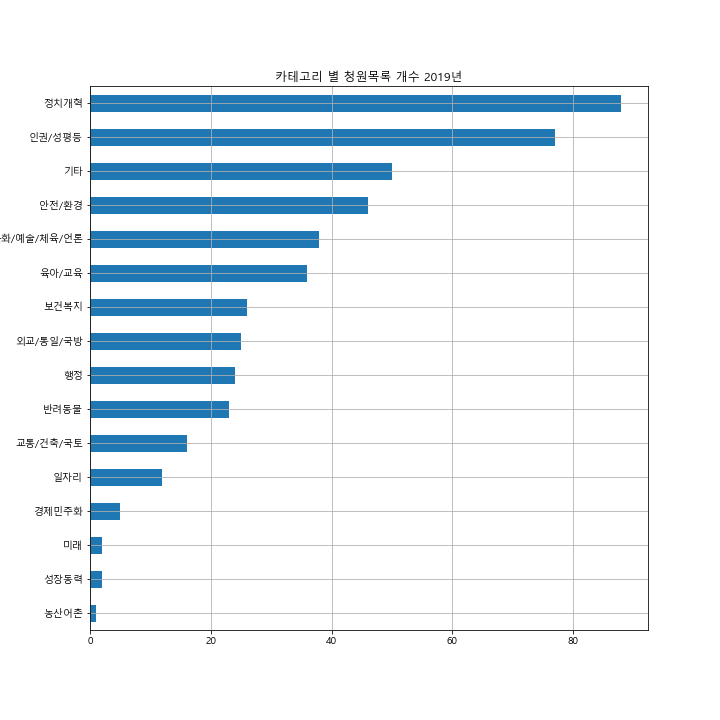 카테고리 별 청원목록 개수 2019년
정치개혁
인권/성평등
기타
안전/환경
화/예술/체육/언론
육아/교육
보건복지
외교/통일/국방
행정
반려동물
교통/건축/국토
일자리
경제민주화
미래
성장동력
농산어촌
0 20 40 60 80